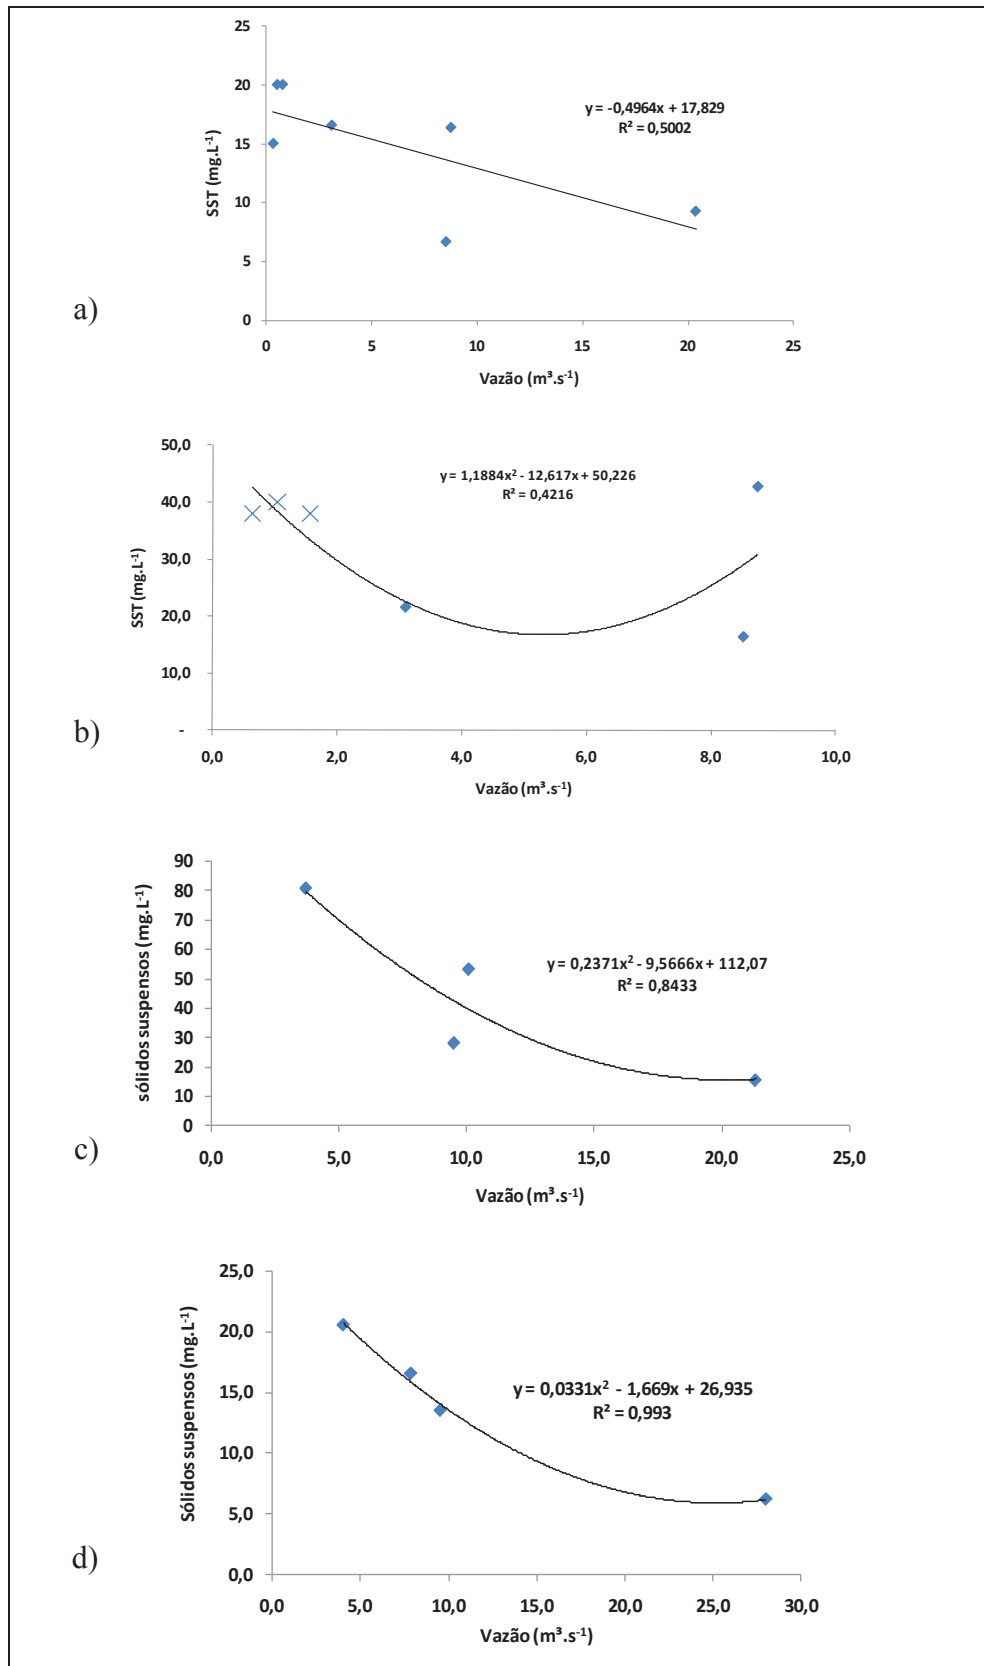 25
20
15
10
5
0
SST (mg.L⁻¹)
y = -0,4964x + 17,829
R² = 0,5002
0 5 10 15 20 25
Vazão (m³.s⁻¹)
a)
50,0
40,0
30,0
20,0
10,0
-
SST (mg.L⁻¹)
y = 1,1884x² - 12,617x + 50,226
R² = 0,4216
0,0 2,0 4,0 6,0 8,0 10,0
Vazão (m³.s⁻¹)
b)
90
80
70
60
50
40
30
20
10
0
sólidos suspensos (mg.L⁻¹)
y = 0,2371x² - 9,5666x + 112,07
R² = 0,8433
0,0 5,0 10,0 15,0 20,0 25,0
Vazão (m³.s⁻¹)
c)
25,0
20,0
15,0
10,0
5,0
0,0
Sólidos suspensos (mg.L⁻¹)
y = 0,0331x² - 1,669x + 26,935
R² = 0,993
0,0 5,0 10,0 15,0 20,0 25,0 30,0
Vazão (m³.s⁻¹)
d)